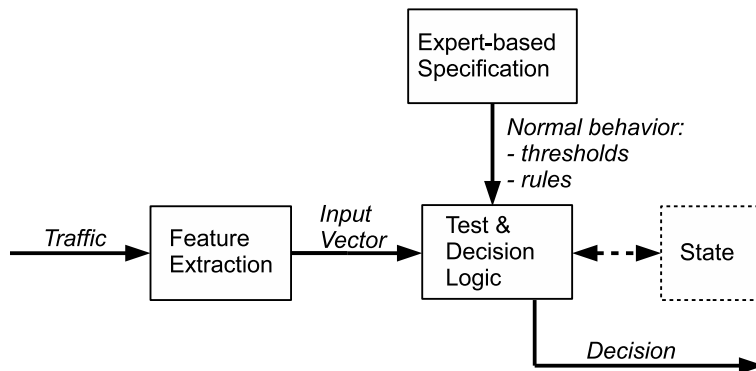 Expert-based
Specification
Normal behavior:
- thresholds
- rules
Traffic
Feature
Extraction
Input
Vector
Test &
Decision
Logic
State
Decision